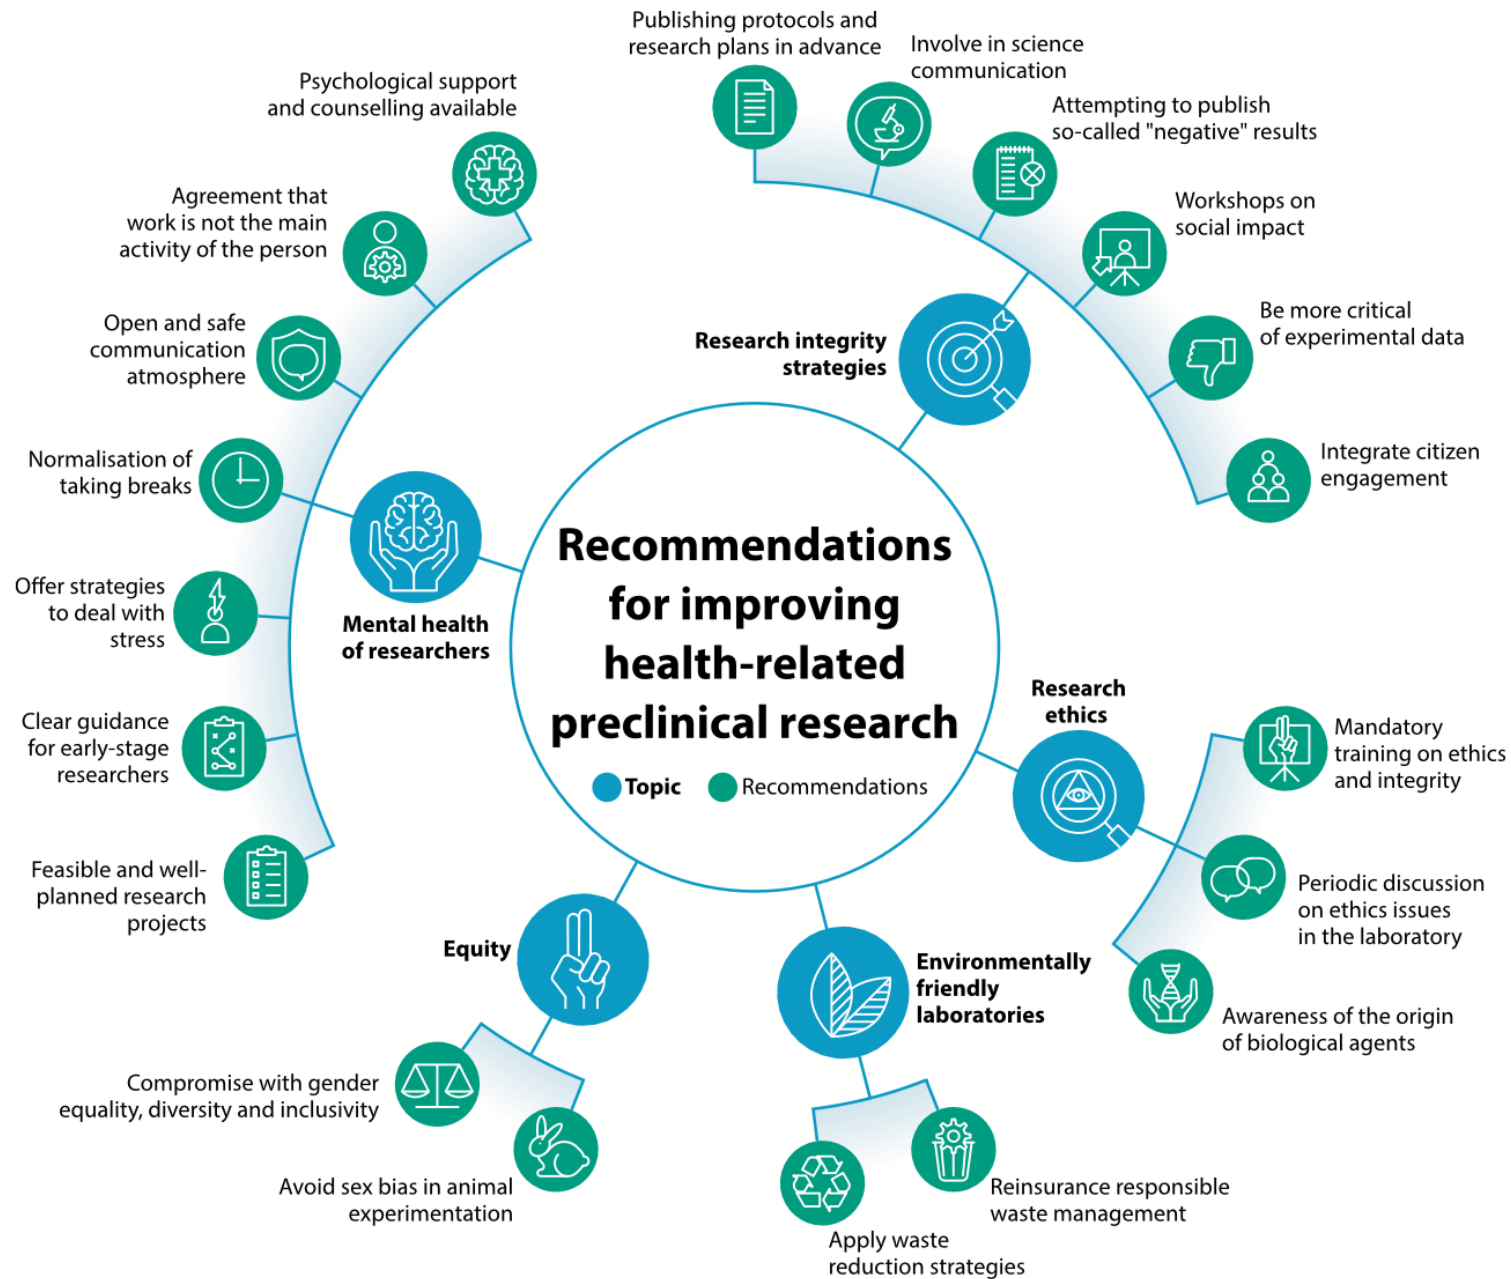 Publishing protocols and
research plans in advance
Involve in science
communication
Attempting to publish
so-called "negative" results
Workshops on
social impact
Be more critical
of experimental data
Integrate citizen
engagement
Research integrity
strategies
Psychological support
and counselling available
Agreement that
work is not the main
activity of the person
Open and safe
communication
atmosphere
Normalisation of
taking breaks
Offer strategies
to deal with
stress
Clear guidance
for early-stage
researchers
Feasible and well-
planned research
projects
Mental health
of researchers
Recommendations
for improving
health-related
preclinical research
Topic
Recommendations
Research
ethics
Mandatory
training on ethics
and integrity
Periodic discussion
on ethics issues
in the laboratory
Awareness of the origin
of biological agents
Equity
Compromise with gender
equality, diversity and inclusivity
Avoid sex bias in animal
experimentation
Environmentally
friendly
laboratories
Reinsurance responsible
waste management
Apply waste
reduction strategies